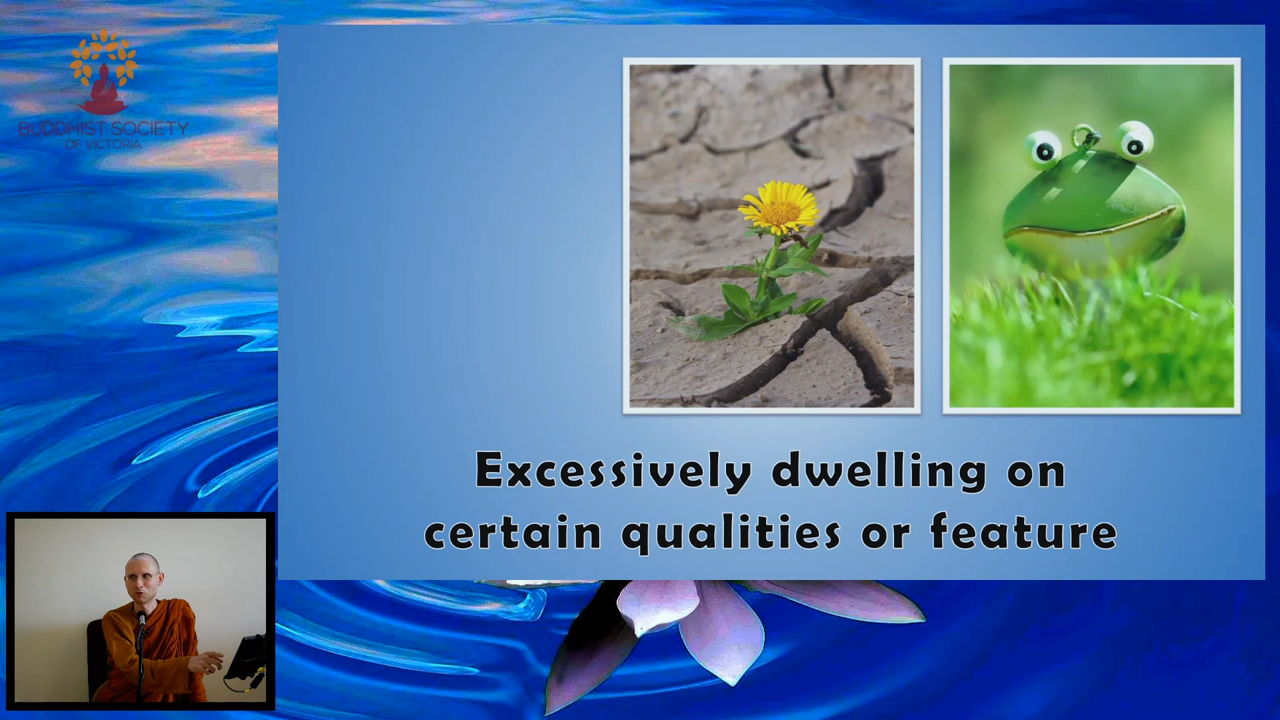 BUDDHIST SOCIETY
OF VICTORIA
Excessively dwelling on
certain qualities or feature